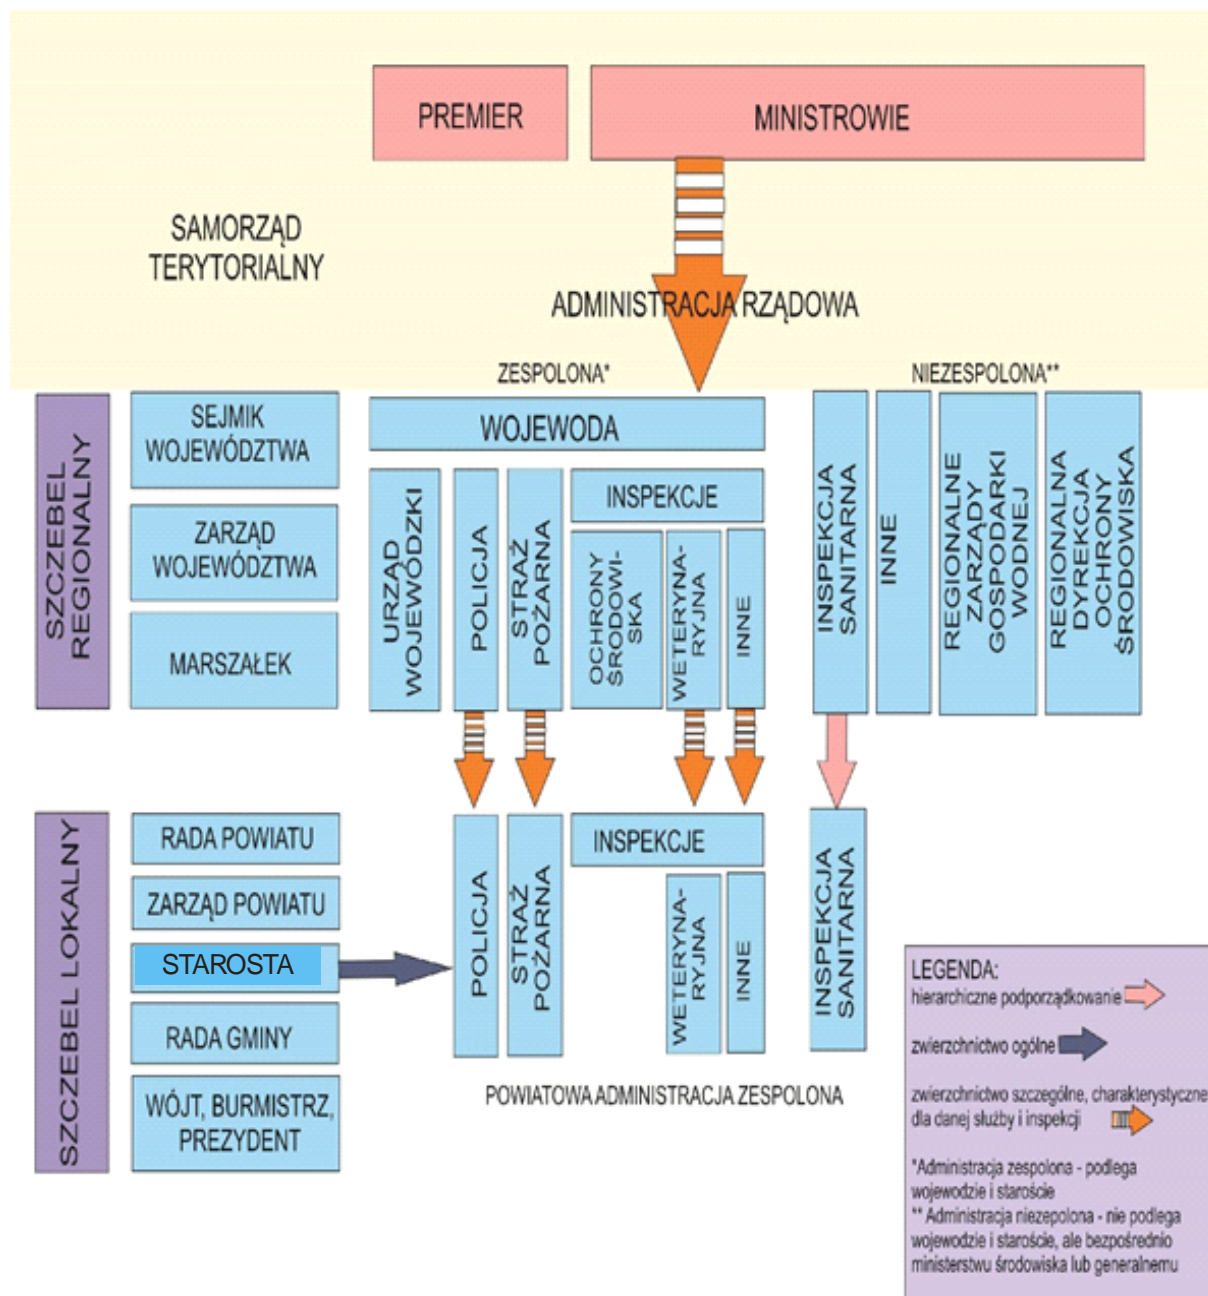 PREMIER
MINISTROWIE
SAMORZĄD
TERYTORIALNY
ADMINISTRACJA RZĄDOWA
ZESPOLONA*
NIEZESPOLONA**
SZCZEBEL
REGIONALNY
SEJMIK
WOJEWÓDZTWA
ZARZĄD
WOJEWÓDZTWA
MARSZAŁEK
WOJEWODA
URZĄD
WOJEWÓDZKI
POLICJA
STRAŻ
POŻARNA
INSPEKCJE
OCHRONY
ŚRODOWI-
SKA
WETERYNA-
RYJNA
INNE
INSPEKCJA
SANITARNA
INNE
REGIONALNE
ZARZĄDY
GOSPODARKI
WODNEJ
REGIONALNA
DYREKCJA
OCHRONY
ŚRODOWISKA
SZCZEBEL LOKALNY
RADA POWIATU
ZARZĄD POWIATU
STAROSTA
RADA GMINY
WÓJT, BURMISTRZ,
PREZYDENT
POLICJA
STRAŻ
POŻARNA
INSPEKCJE
WETERYNA-
RYJNA
INNE
INSPEKCJA
SANITARNA
POWIATOWA ADMINISTRACJA ZESPOLONA
LEGENDA:
hierarchiczne podporządkowanie
zwierzchnictwo ogólne
zwierzchnictwo szczególne, charakterystyczne
dla danej służby i inspekcji
*Administracja zespolona - podlega
wojewodzie i staroście
** Administracja niezepolona - nie podlega
wojewodzie i staroście, ale bezpośrednio
ministerstwu środowiska lub generalnemu